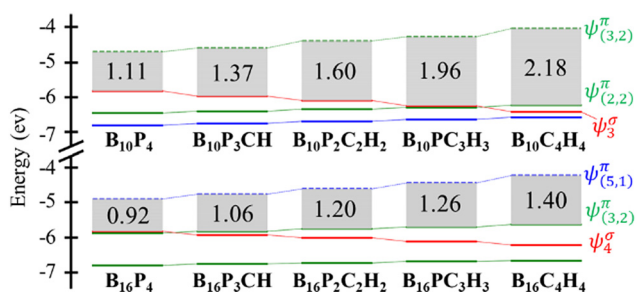 -4
ψ^π_(3,2)
-5
1.11 1.37 1.60 1.96 2.18
-6
ψ^π_(2,2)
ψ^σ_3
-7
B₁₀P₄ B₁₀P₃CH B₁₀P₂C₂H₂ B₁₀PC₃H₃ B₁₀C₄H₄
Energy (ev)
-4
ψ^π_(5,1)
-5
0.92 1.06 1.20 1.26 1.40
ψ^π_(3,2)
-6
ψ^σ_4
-7
B₁₆P₄ B₁₆P₃CH B₁₆P₂C₂H₂ B₁₆PC₃H₃ B₁₆C₄H₄